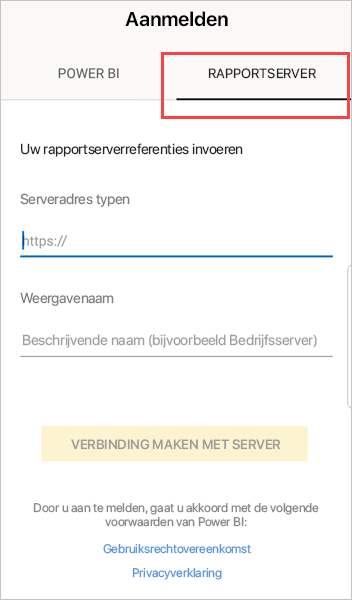 Aanmelden
POWER BI
RAPPORTSERVER
Uw rapportserverreferenties invoeren
Serveradres typen
https://
Weergavenaam
Beschrijvende naam (bijvoorbeeld Bedrijfsserver)
VERBINDING MAKEN MET SERVER
Door u aan te melden, gaat u akkoord met de volgende
voorwaarden van Power BI:
Gebruiksrechtovereenkomst
Privacyverklaring